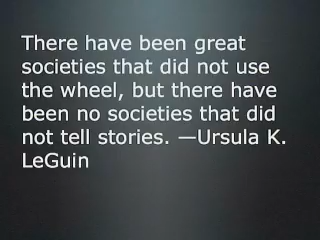 There have been great
societies that did not use
the wheel, but there have
been no societies that did
not tell stories. —Ursula K.
LeGuin